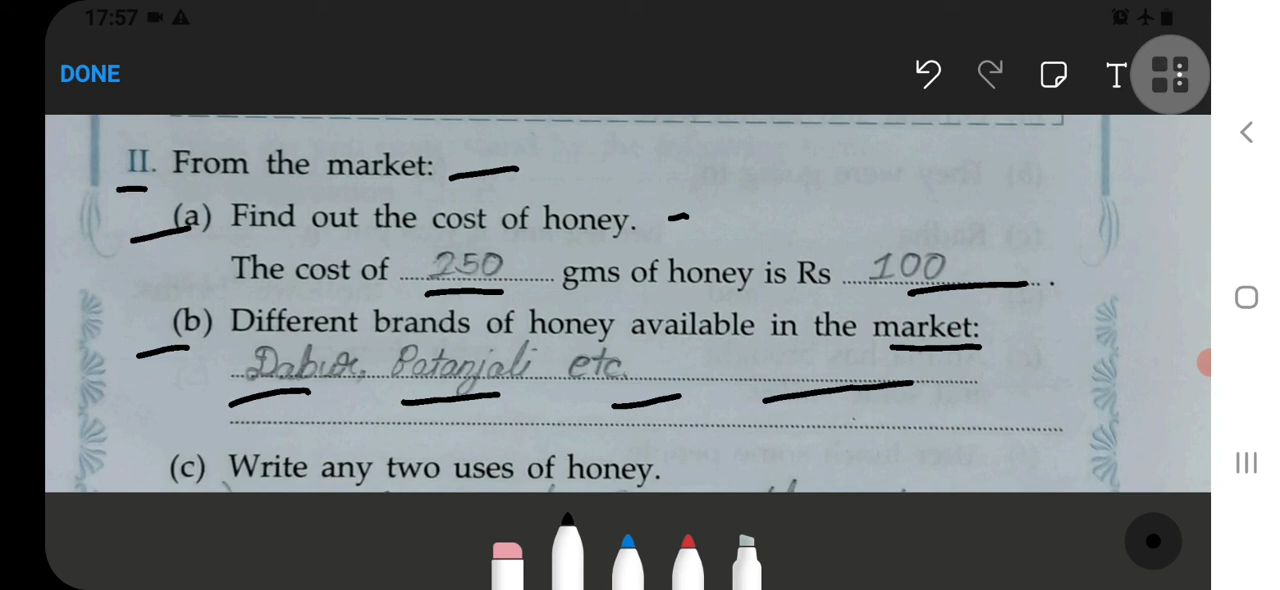 17:57
DONE
T
II. From the market:
(a) Find out the cost of honey.
The cost of 250 gms of honey is Rs 100.
(b) Different brands of honey available in the market:
Dabur, Patanjali etc.
(c) Write any two uses of honey.